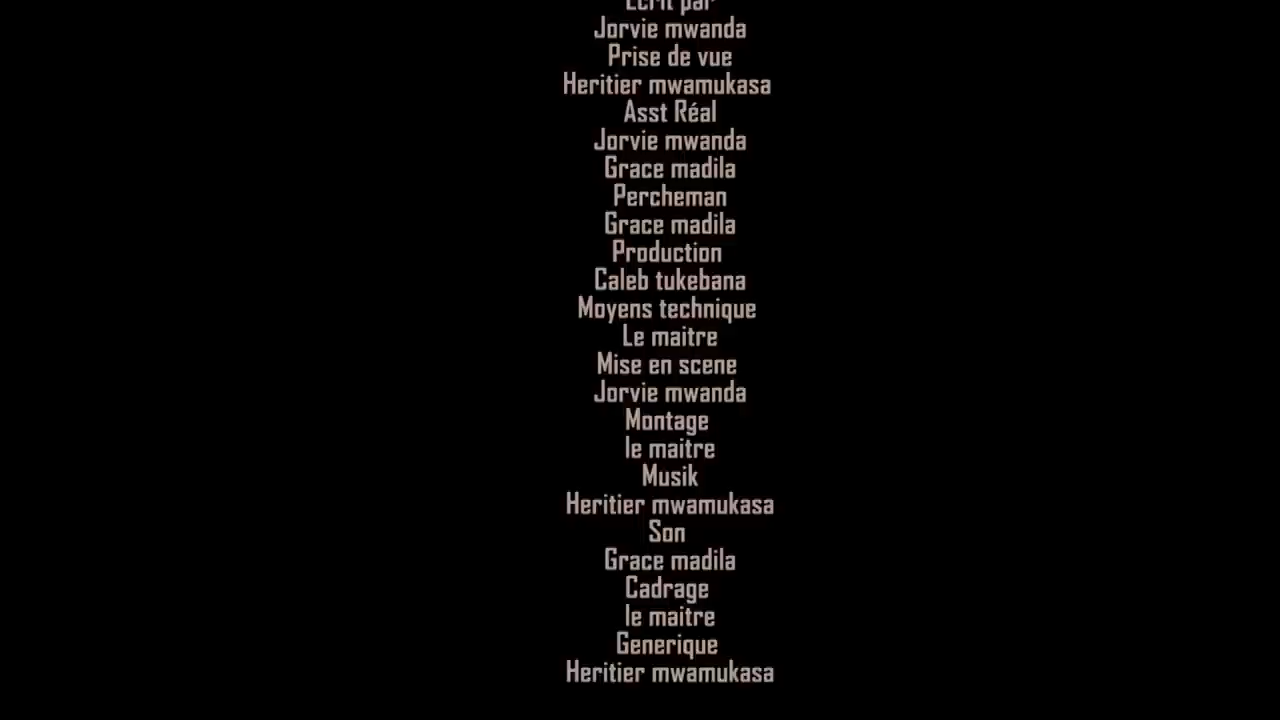 Ecrit par
Jorvie mwanda
Prise de vue
Heritier mwamukasa
Asst Réal
Jorvie mwanda
Grace madila
Percheman
Grace madila
Production
Caleb tukebana
Moyens technique
Le maitre
Mise en scene
Jorvie mwanda
Montage
le maitre
Musik
Heritier mwamukasa
Son
Grace madila
Cadrage
le maitre
Generique
Heritier mwamukasa